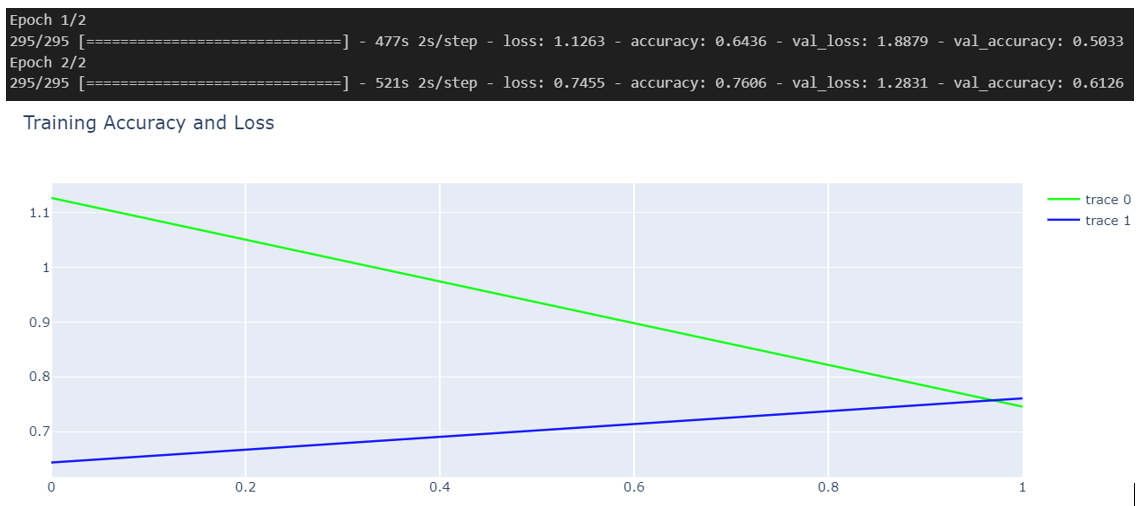 Epoch 1/2
295/295 [==============================] - 477s 2s/step - loss: 1.1263 - accuracy: 0.6436 - val_loss: 1.8879 - val_accuracy: 0.5033
Epoch 2/2
295/295 [==============================] - 521s 2s/step - loss: 0.7455 - accuracy: 0.7606 - val_loss: 1.2831 - val_accuracy: 0.6126
Training Accuracy and Loss
1.1
1
0.9
0.8
0.7
0 0.2 0.4 0.6 0.8 1
trace 0
trace 1